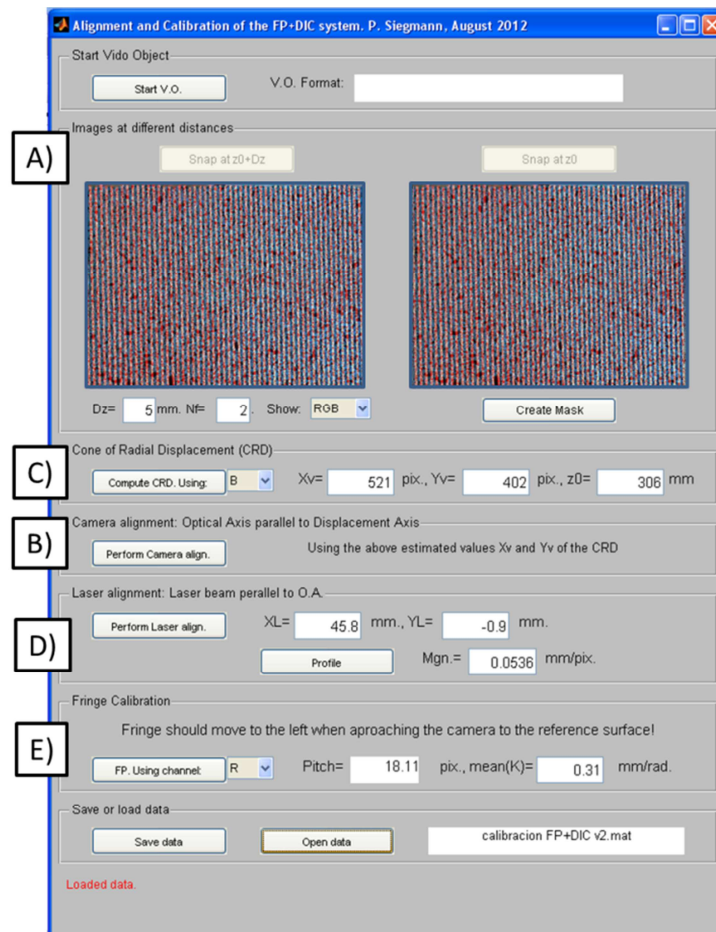 Alignment and Calibration of the FP+DIC system. P. Siegmann, August 2012
Start Vido Object
Start V.O.
V.O. Format:
A)
Images at different distances
Snap at z0+Dz
Snap at z0
Dz= 5 mm. Nf= 2 . Show: RGB
Create Mask
C)
Cone of Radial Displacement (CRD)
Compute CRD. Using: B Xv= 521 pix., Yv= 402 pix., z0= 306 mm
B)
Camera alignment: Optical Axis parallel to Displacement Axis
Perform Camera align. Using the above estimated values Xv and Yv of the CRD
D)
Laser alignment: Laser beam perallel to O.A.
Perform Laser align. XL= 45.8 mm., YL= -0.9 mm.
Profile Mgn.= 0.0536 mm/pix.
E)
Fringe Calibration
Fringe should move to the left when aproaching the camera to the reference surface!
FP. Using channel: R Pitch= 18.11 pix., mean(K)= 0.31 mm/rad.
Save or load data
Save data
Open data
calibracion FP+DIC v2.mat
Loaded data.